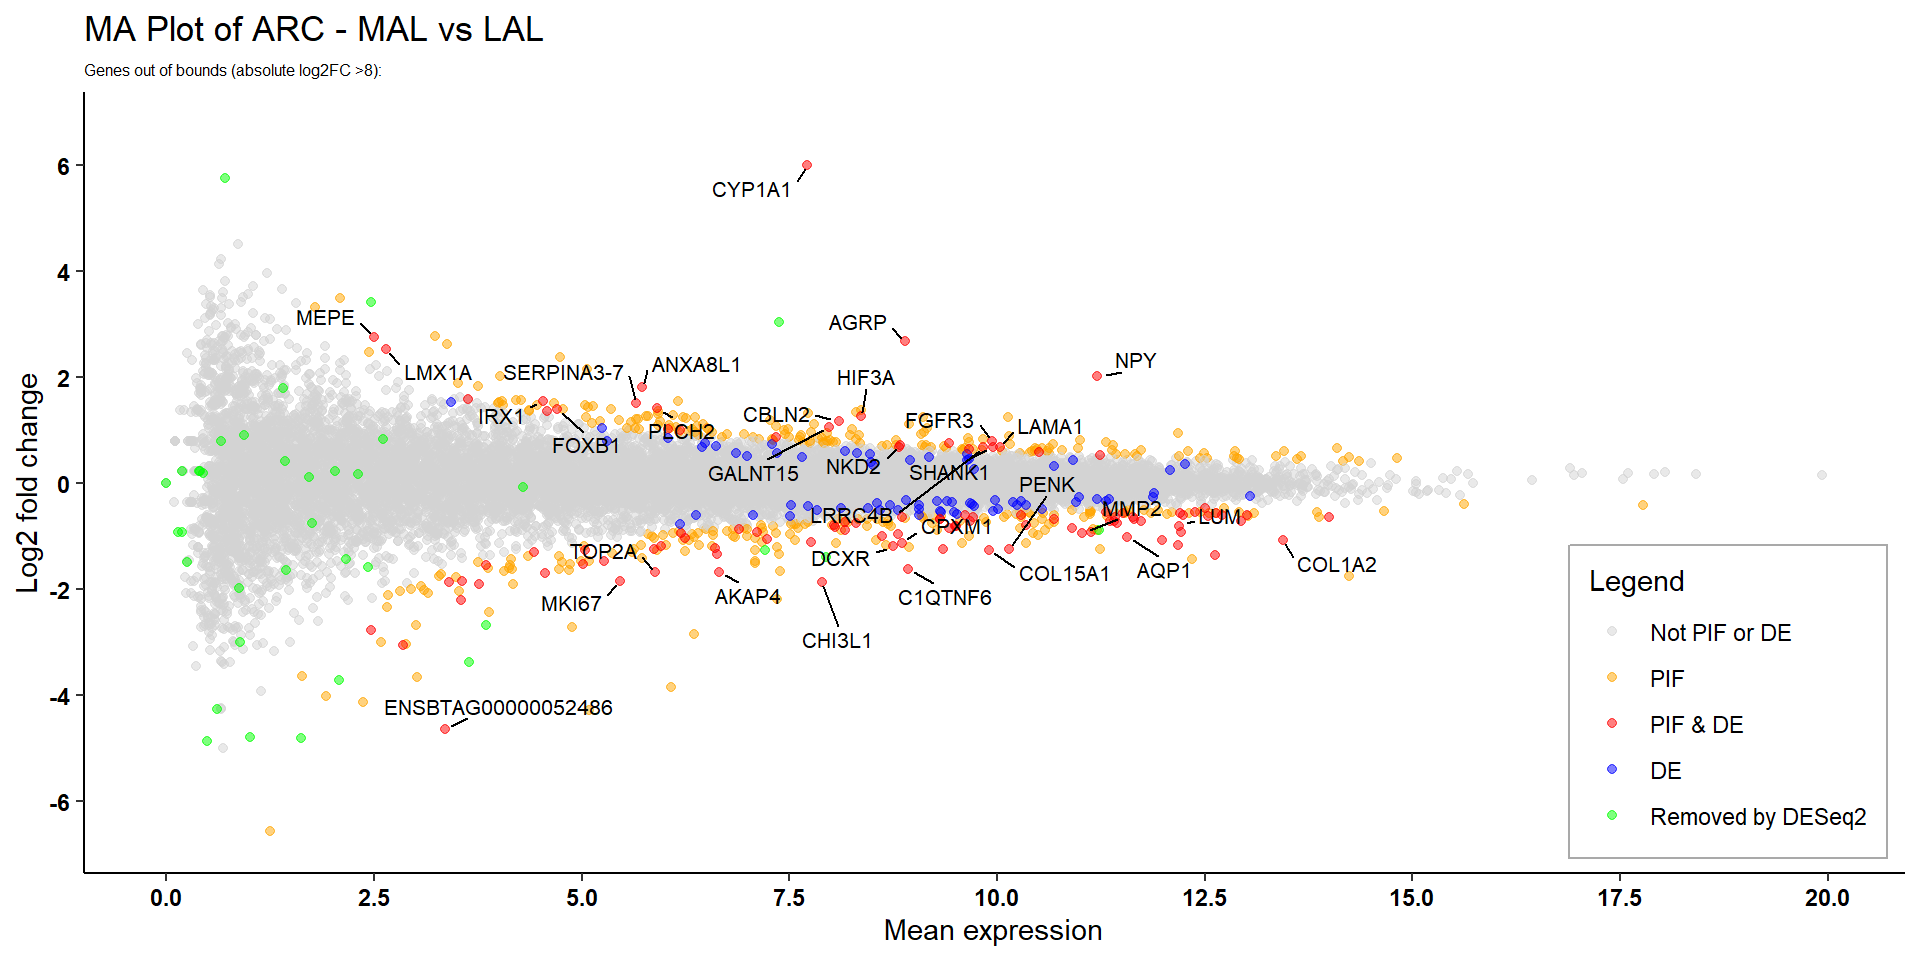 MA Plot of ARC - MAL vs LAL
Genes out of bounds (absolute log2FC >8):
Log2 fold change
6
4
2
0
-2
-4
-6
CYP1A1
MEPE
AGRP
LMX1A
SERPINA3-7
ANXA8L1
HIF3A
NPY
IRX1
FOXB1
PLCH2
CBLN2
FGFR3
LAMA1
GALNT15
NKD2
SHANK1
PENK
LRRC4B
CPXM1
MMP2
LUM
TOP2A
DCXR
COL15A1
AQP1
COL1A2
MKI67
AKAP4
C1QTNF6
CHI3L1
ENSBTAG00000052486
Legend
Not PIF or DE
PIF
PIF & DE
DE
Removed by DESeq2
0.0
2.5
5.0
7.5
10.0
12.5
15.0
17.5
20.0
Mean expression